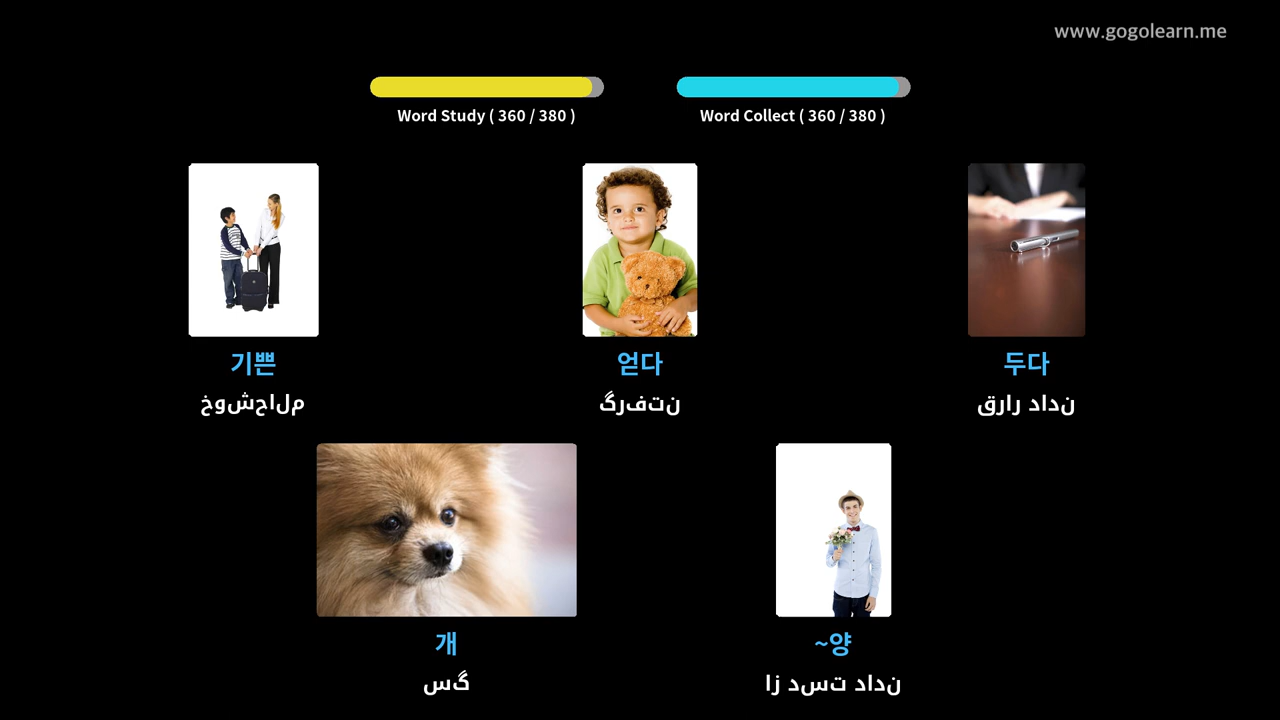 www.gogolearn.me
Word Study ( 360 / 380 )
Word Collect ( 360 / 380 )
기쁜
خوشحالم
얻다
گرفتن
두다
قرار دادن
개
سگ
~양
از دست دادن